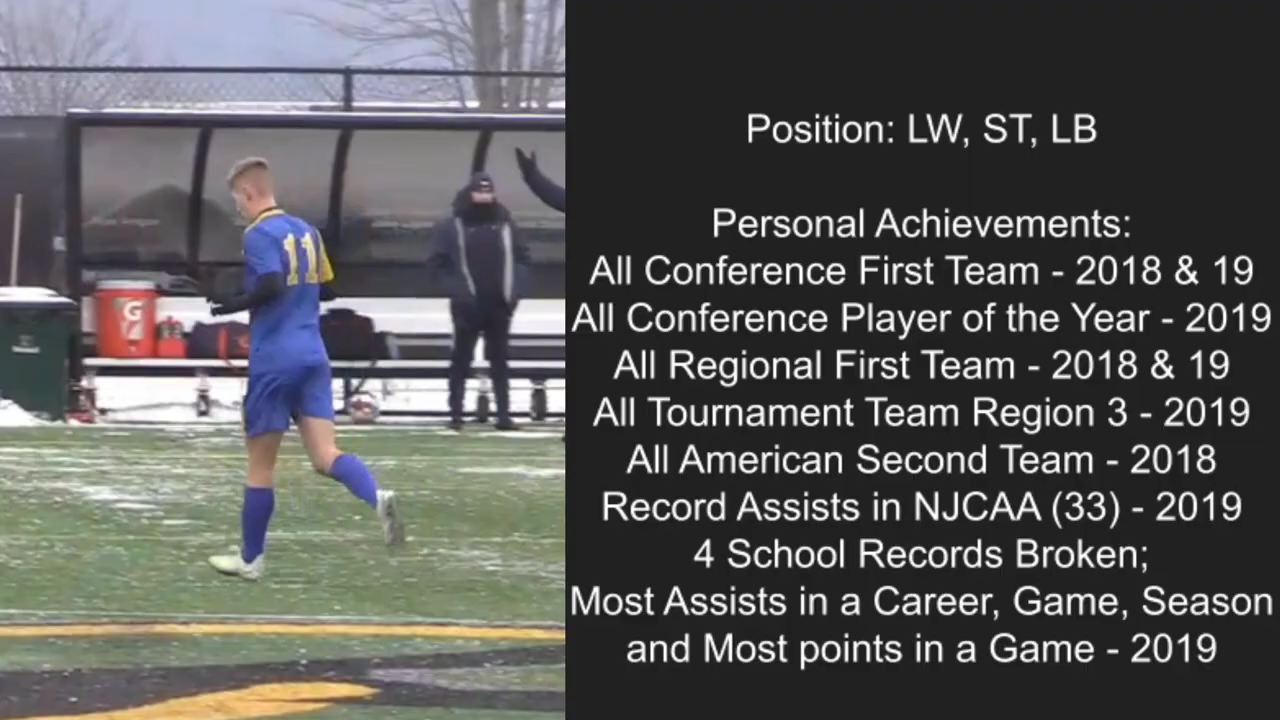 Position: LW, ST, LB
Personal Achievements:
All Conference First Team - 2018 & 19
All Conference Player of the Year - 2019
All Regional First Team - 2018 & 19
All Tournament Team Region 3 - 2019
All American Second Team - 2018
Record Assists in NJCAA (33) - 2019
4 School Records Broken;
Most Assists in a Career, Game, Season
and Most points in a Game - 2019
11
G